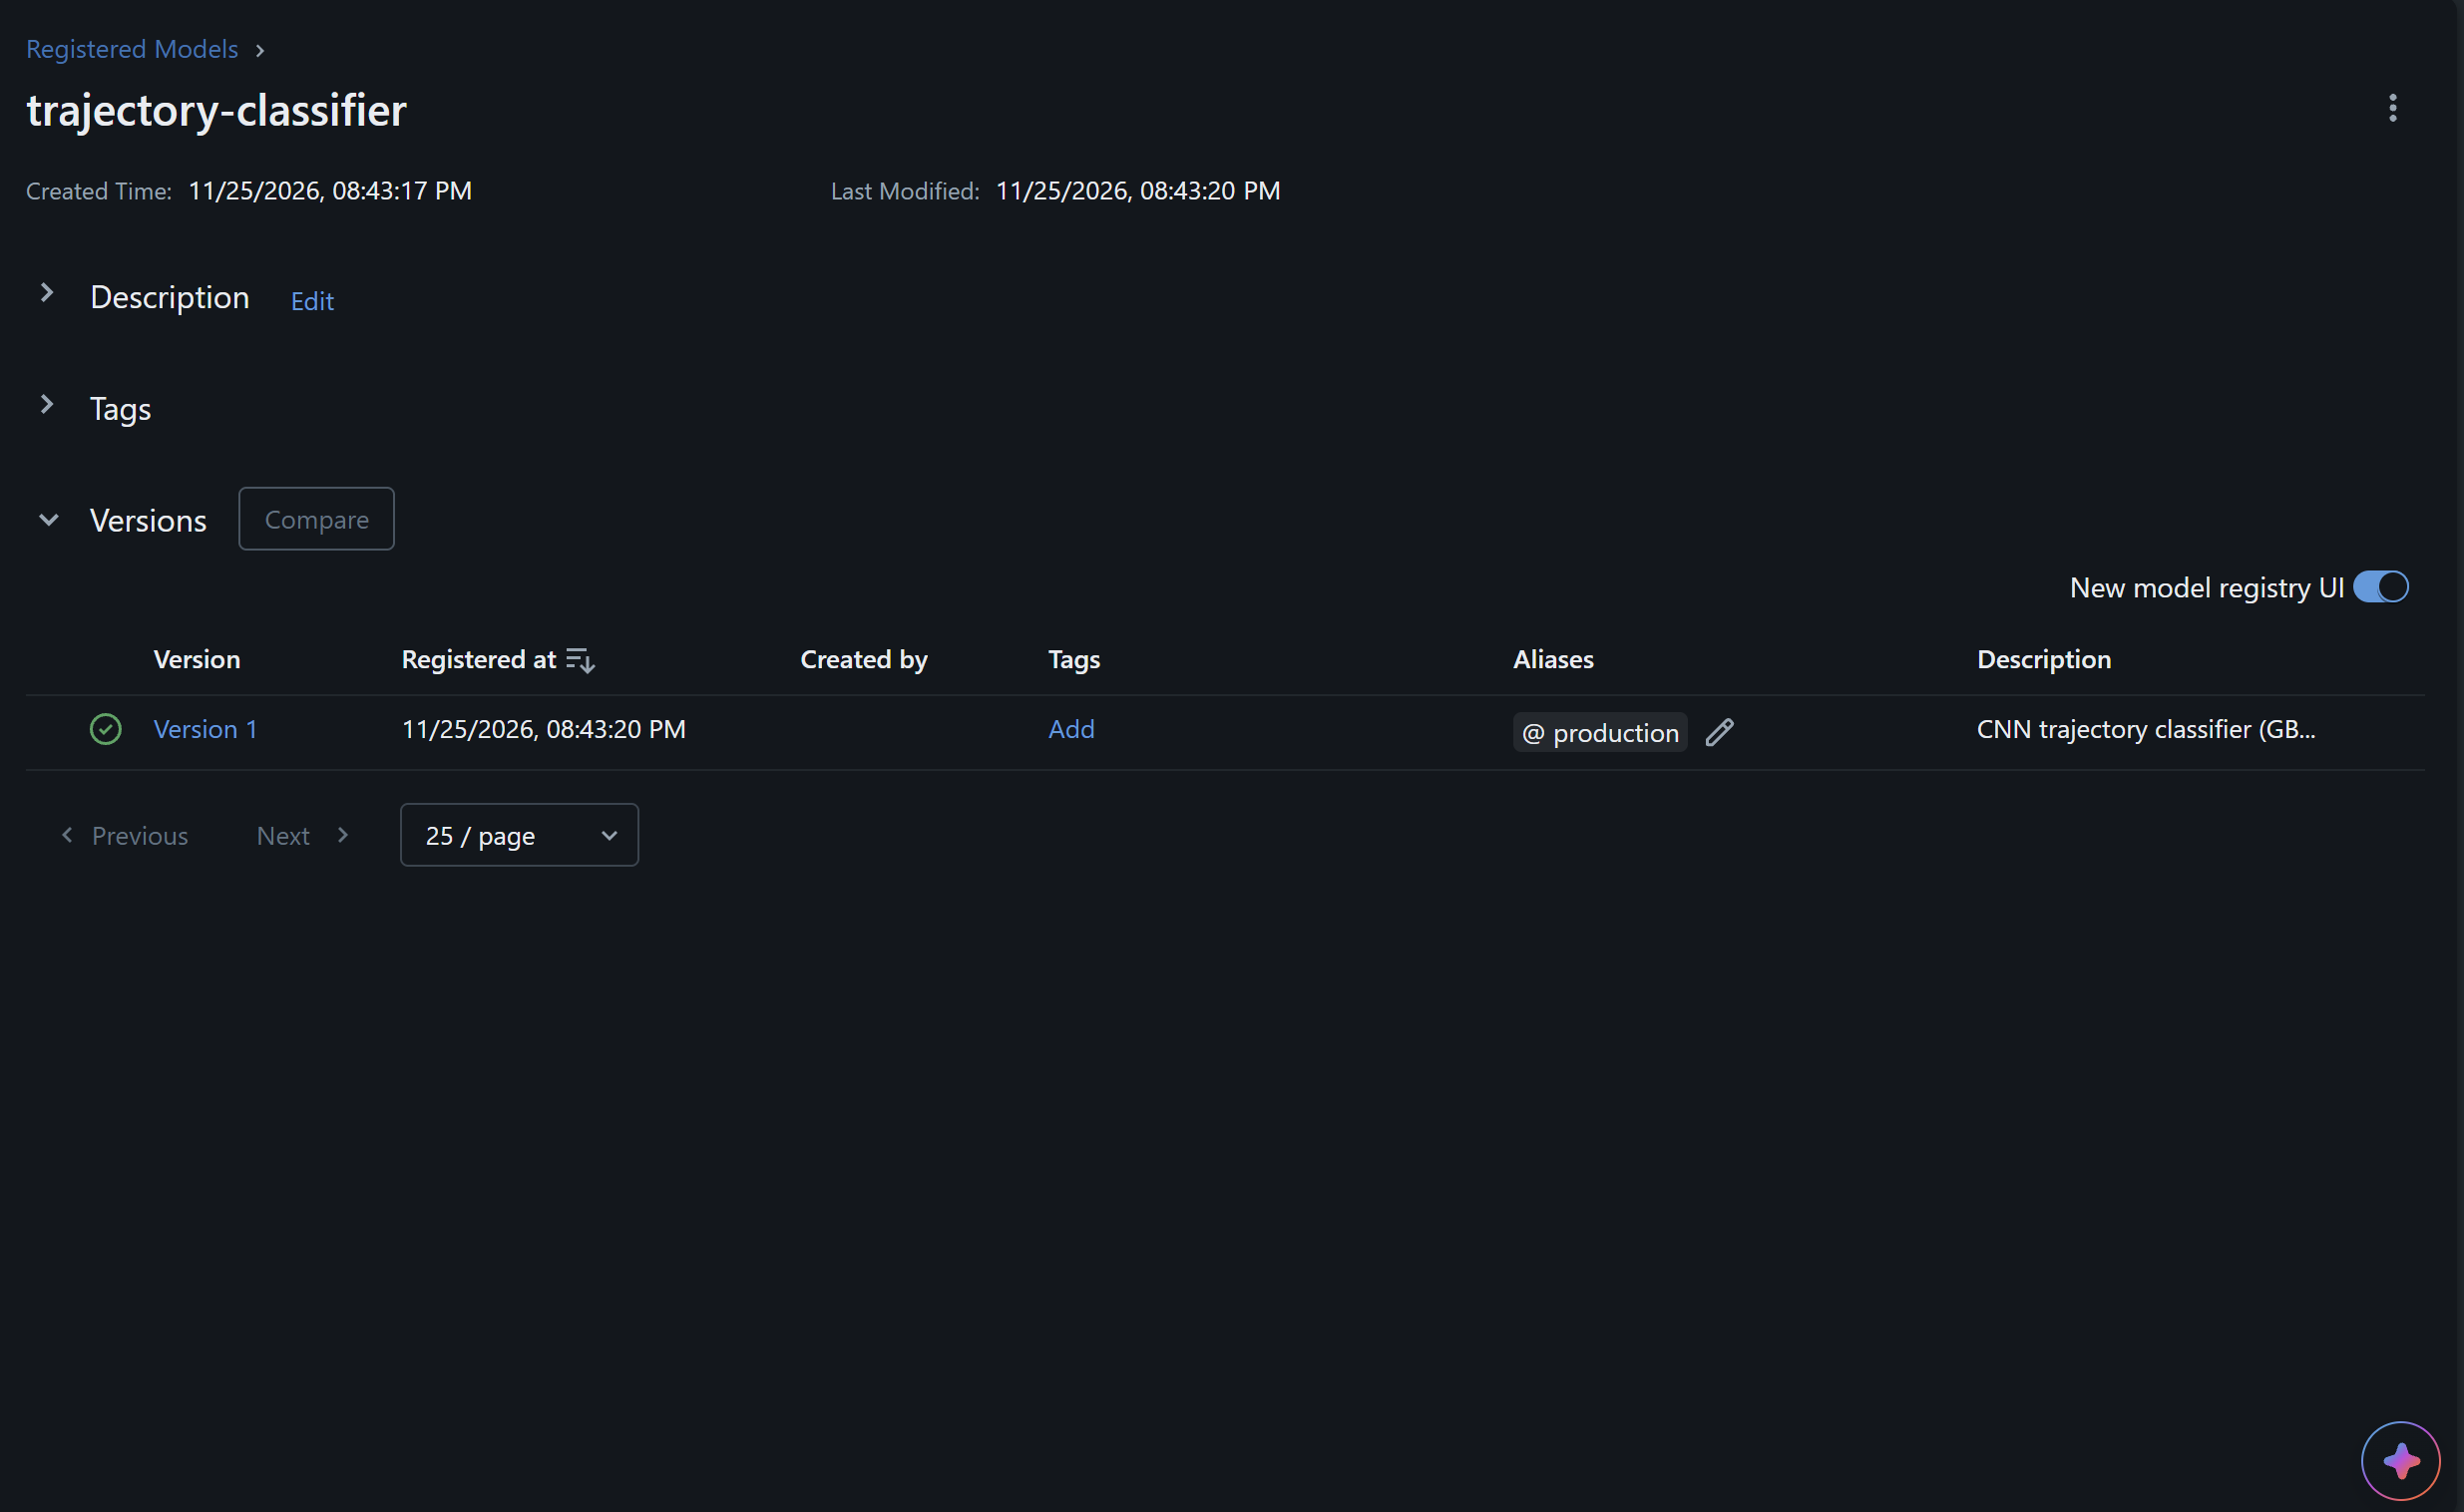 Registered Models
trajectory-classifier
Created Time: 11/25/2026, 08:43:17 PM Last Modified: 11/25/2026, 08:43:20 PM
Description Edit
Tags
Versions Compare
New model registry UI
Version Registered at Created by Tags Aliases Description
Version 1 11/25/2026, 08:43:20 PM Add @ production CNN trajectory classifier (GB...
Previous Next 25 / page